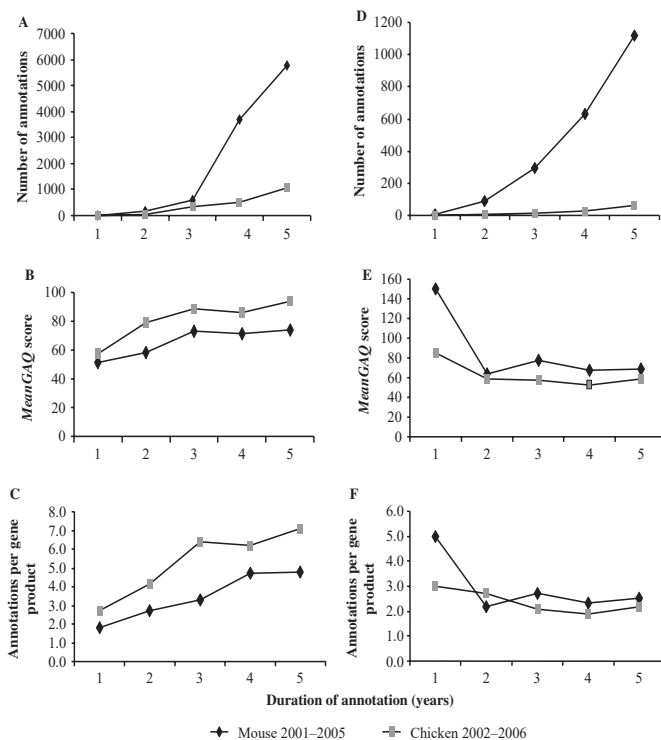 A
Number of annotations
7000
6000
5000
4000
3000
2000
1000
0
1 2 3 4 5
D
Number of annotations
1200
1000
800
600
400
200
0
1 2 3 4 5
B
MeanGAQ score
100
80
60
40
20
0
1 2 3 4 5
E
MeanGAQ score
160
140
120
100
80
60
40
20
0
1 2 3 4 5
C
Annotations per gene
product
8.0
7.0
6.0
5.0
4.0
3.0
2.0
1.0
0.0
1 2 3 4 5
F
Annotations per gene
product
6.0
5.0
4.0
3.0
2.0
1.0
0.0
1 2 3 4 5
Duration of annotation (years)
Mouse 2001–2005 Chicken 2002–2006